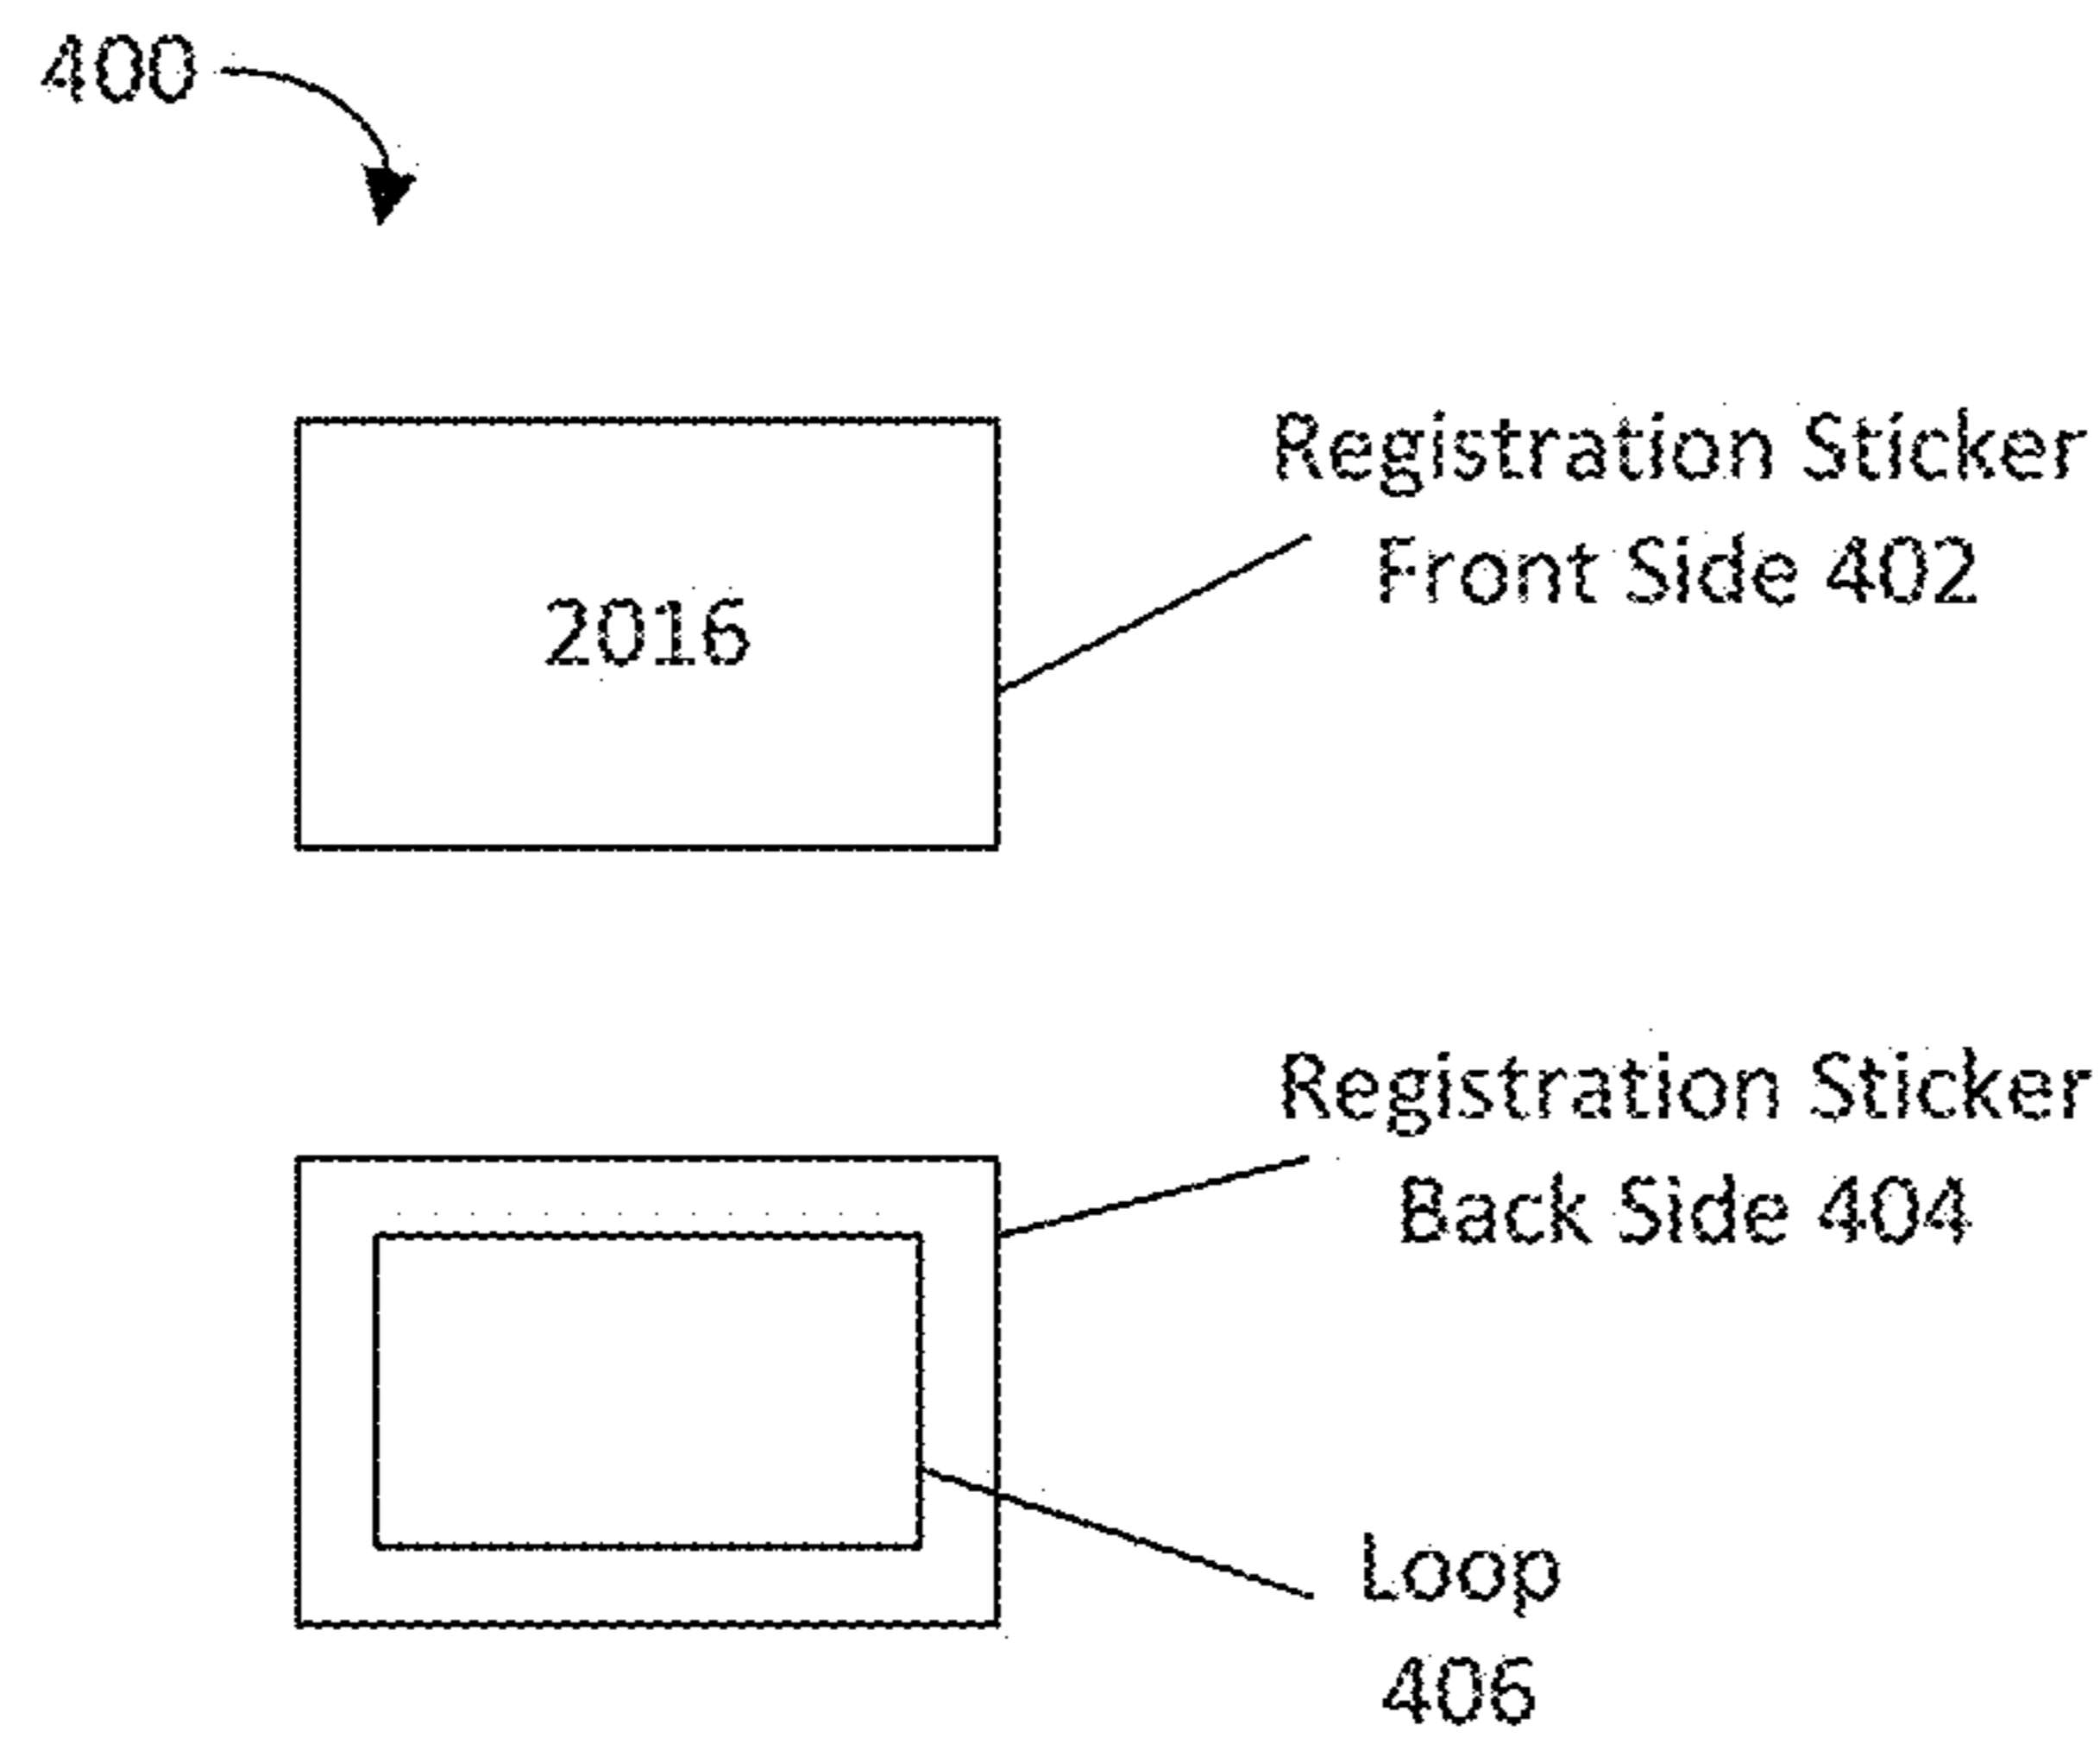 400
Registration Sticker
Front Side 402
2016
Registration Sticker
Back Side 404
Loop
406